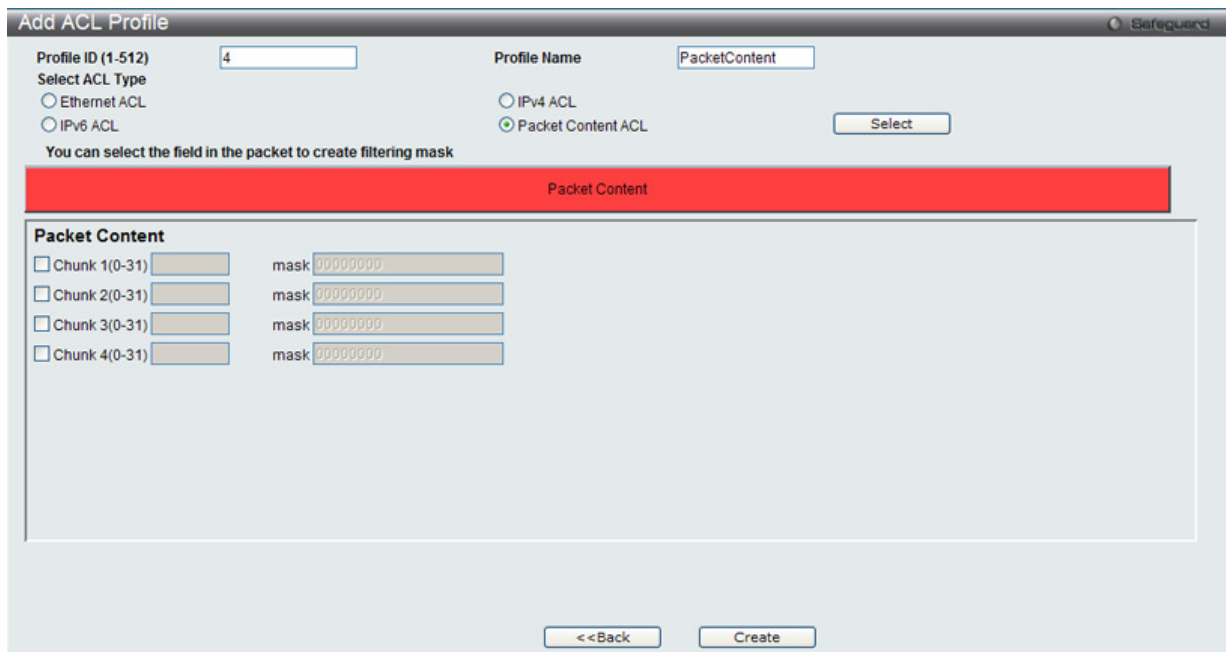 Add ACL Profile Safeguard
Profile ID (1-512) 4 Profile Name PacketContent
Select ACL Type
Ethernet ACL IPv4 ACL
IPv6 ACL Packet Content ACL Select
You can select the field in the packet to create filtering mask
Packet Content
Packet Content
Chunk 1(0-31) mask 00000000
Chunk 2(0-31) mask 00000000
Chunk 3(0-31) mask 00000000
Chunk 4(0-31) mask 00000000
<<Back Create